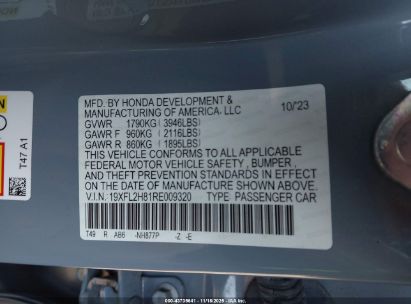 MFD. BY HONDA DEVELOPMENT & 10/23
MANUFACTURING OF AMERICA, LLC
GVWR 1790KG (3946LBS)
GAWR F 960KG (2116LBS)
GAWR R 860KG (1895LBS)
THIS VEHICLE CONFORMS TO ALL APPLICABLE
FEDERAL MOTOR VEHICLE SAFETY , BUMPER ,
AND THEFT PREVENTION STANDARDS IN EFFECT
ON THE DATE OF MANUFACTURE SHOWN ABOVE.
V.I.N.: 19XFL2H81RE009320 TYPE PASSENGER CAR
T49 R AB6 -NH877P -Z -E
T47 A1